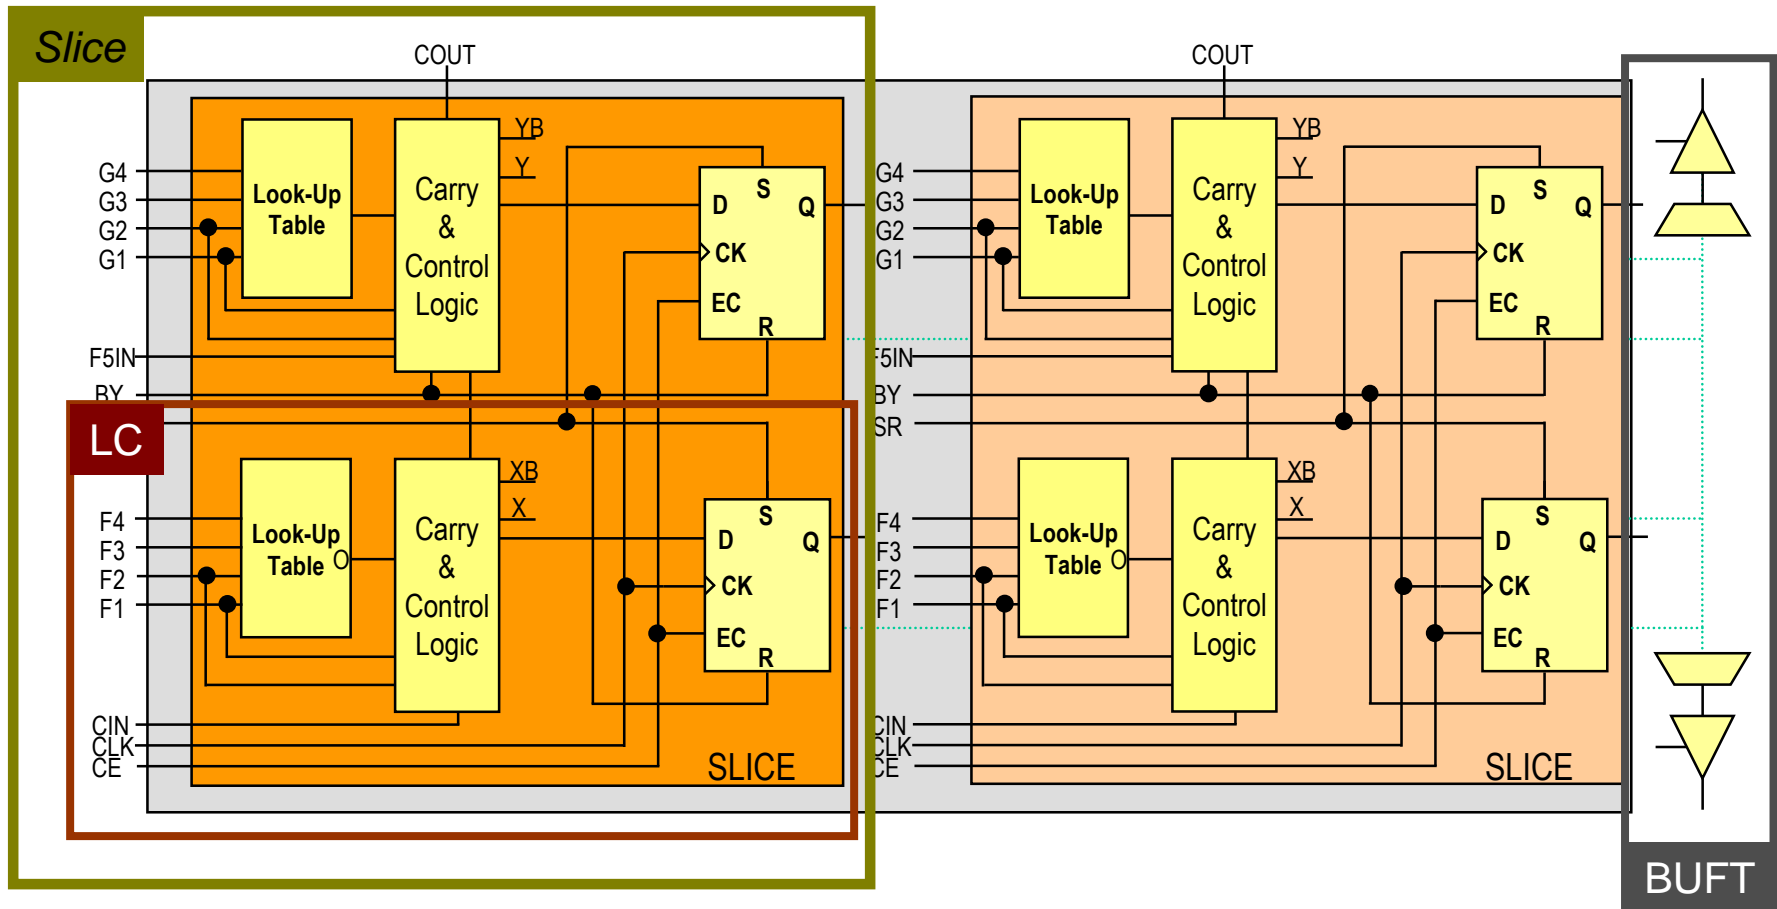 Slice
COUT
COUT
YB
YB
G4
Y
G4
Y
Look-Up
Table
Carry
&
Control
Logic
S
D
Q
CK
EC
R
Look-Up
Table
Carry
&
Control
Logic
S
D
Q
CK
EC
R
G3
G3
G2
G2
G1
G1
F5IN
F5IN
BY
BY
LC
SR
XB
XB
X
X
F4
F4
Look-Up
Table O
Carry
&
Control
Logic
S
D
Q
CK
EC
R
Look-Up
Table O
Carry
&
Control
Logic
S
D
Q
CK
EC
R
F3
F3
F2
F2
F1
F1
CIN
CIN
CLK
CLK
CE
CE
SLICE
SLICE
BUFT